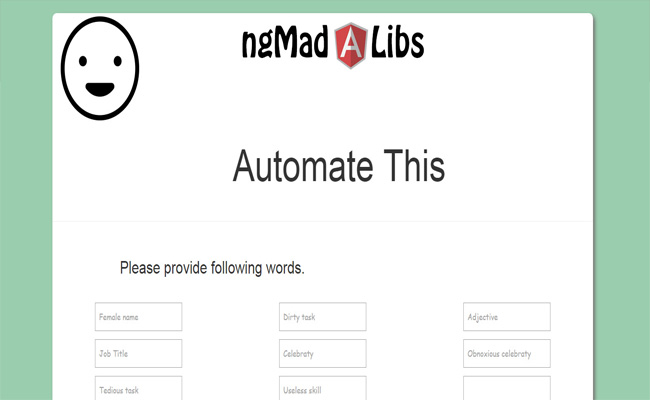 ngMad A Libs
Automate This
Please provide following words.
Female name Dirty task Adjective
Job Title Celebraty Obnoxious celebraty
Tedious task Useless skill